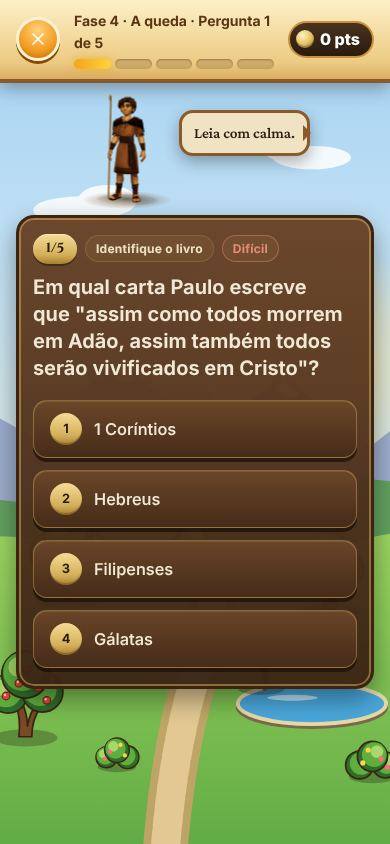 Fase 4 · A queda · Pergunta 1
de 5
0 pts
Leia com calma.
1/5
Identifique o livro
Difícil
Em qual carta Paulo escreve
que "assim como todos morrem
em Adão, assim também todos
serão vivificados em Cristo"?
1 1 Coríntios
2 Hebreus
3 Filipenses
4 Gálatas